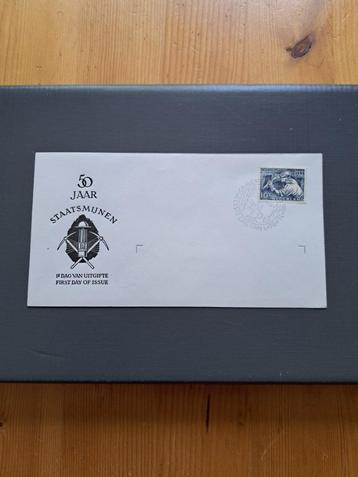 50
JAAR
STAATSMIJNEN
1E DAG VAN UITGIFTE
FIRST DAY OF ISSUE